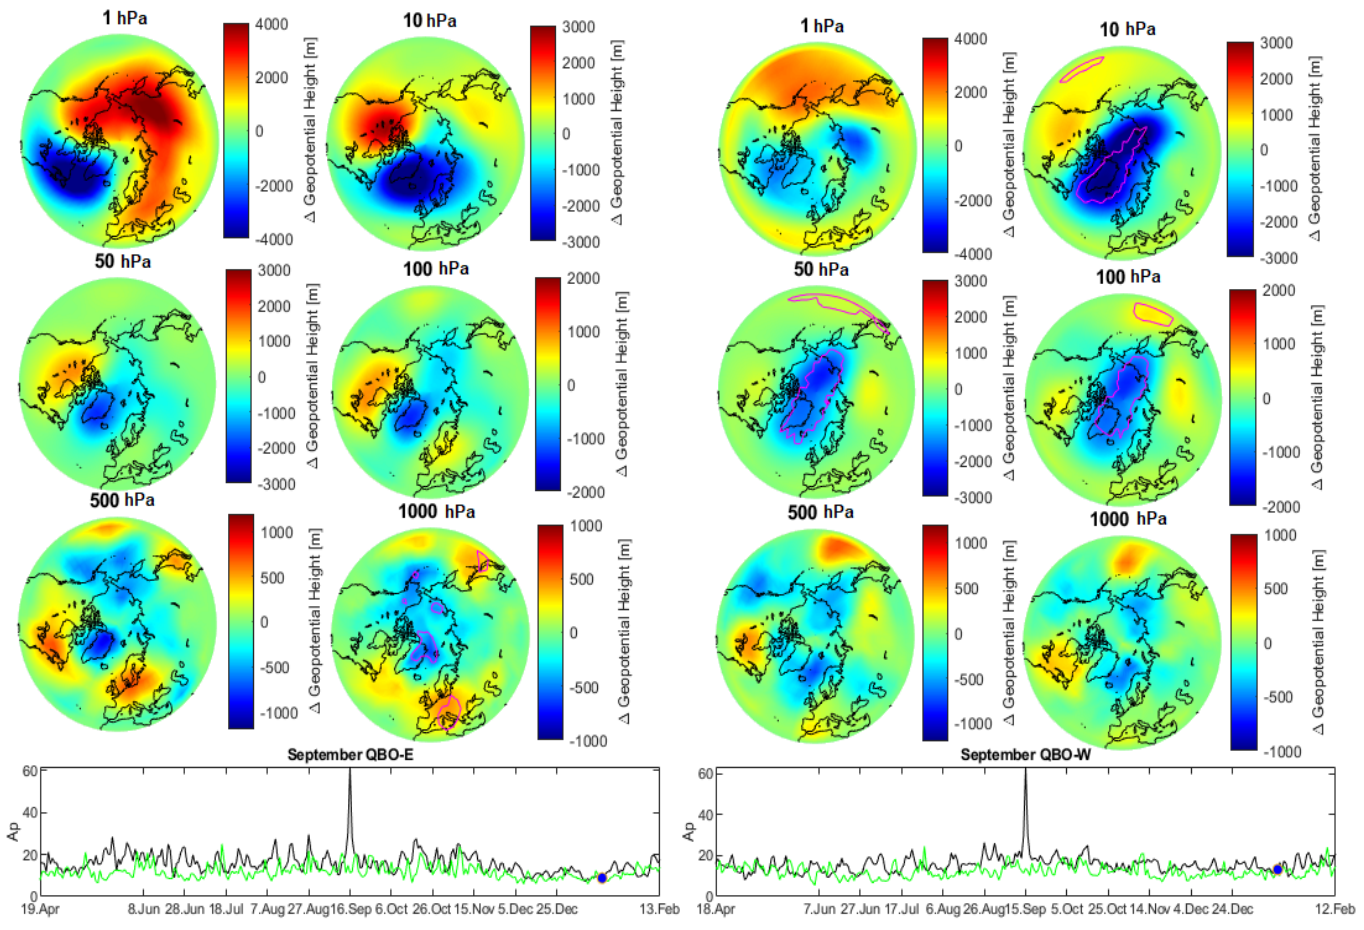 1 hPa
10 hPa
1 hPa
10 hPa
4000
2000
0
-2000
-4000
Δ Geopotential Height [m]
3000
2000
1000
0
-1000
-2000
-3000
Δ Geopotential Height [m]
4000
2000
0
-2000
-4000
Δ Geopotential Height [m]
3000
2000
1000
0
-1000
-2000
-3000
Δ Geopotential Height [m]
50 hPa
100 hPa
50 hPa
100 hPa
3000
2000
1000
0
-1000
-2000
-3000
Δ Geopotential Height [m]
2000
1000
0
-1000
-2000
Δ Geopotential Height [m]
3000
2000
1000
0
-1000
-2000
-3000
Δ Geopotential Height [m]
2000
1000
0
-1000
-2000
Δ Geopotential Height [m]
500 hPa
1000 hPa
500 hPa
1000 hPa
1000
500
0
-500
-1000
Δ Geopotential Height [m]
1000
500
0
-500
-1000
Δ Geopotential Height [m]
1000
500
0
-500
-1000
Δ Geopotential Height [m]
1000
500
0
-500
-1000
Δ Geopotential Height [m]
September QBO-E
60
40
20
0
Ap
19.Apr 8.Jun 28.Jun 18.Jul 7.Aug 27.Aug 16.Sep 6.Oct 26.Oct 15.Nov 5.Dec 25.Dec 13.Feb
September QBO-W
60
40
20
0
Ap
18.Apr 7.Jun 27.Jun 17.Jul 6.Aug 26.Aug 15.Sep 5.Oct 25.Oct 14.Nov 4.Dec 24.Dec 12.Feb